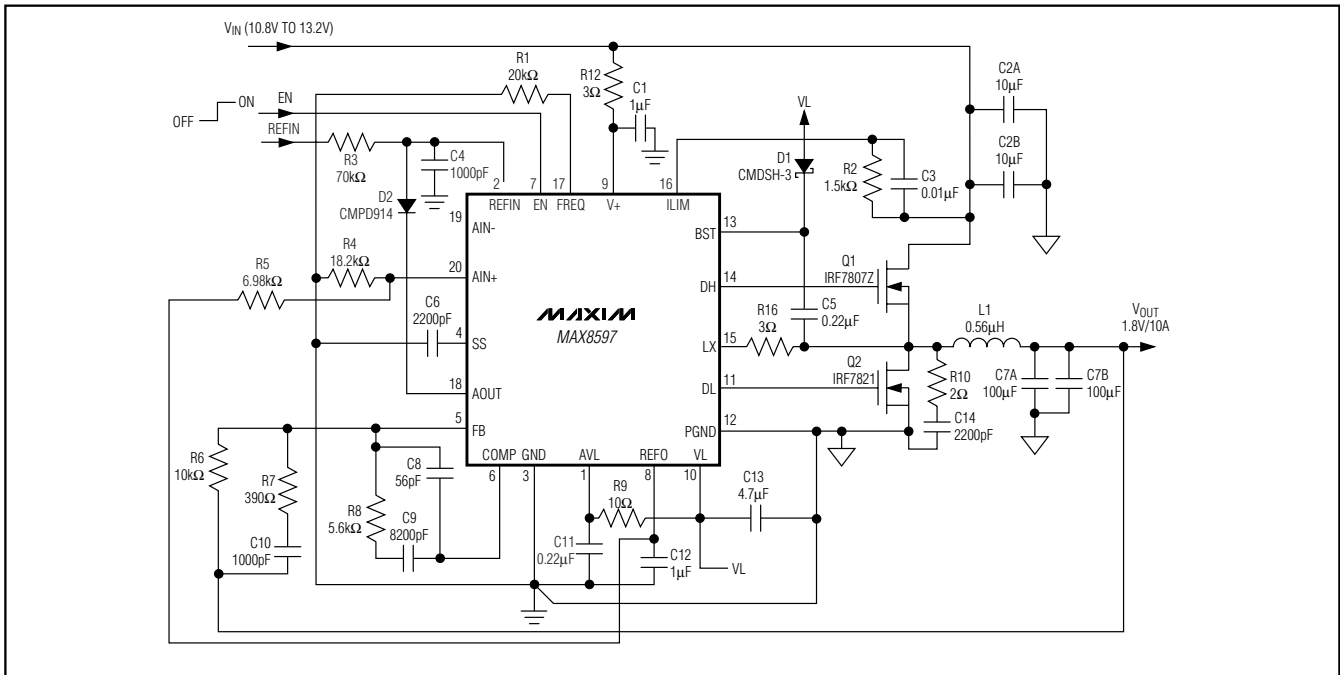 VIN (10.8V TO 13.2V)
OFF
ON
EN
REFIN
R1
20kΩ
R12
3Ω
C1
1µF
VL
C2A
10µF
C2B
10µF
R3
70kΩ
C4
1000pF
D2
CMPD914
D1
CMDSH-3
R2
1.5kΩ
C3
0.01µF
2
7
17
9
16
REFIN
EN
FREQ
V+
ILIM
19
AIN-
BST
13
R4
18.2kΩ
R5
6.98kΩ
20
AIN+
DH
14
Q1
IRF7807Z
C6
2200pF
4
SS
MAXIM
MAX8597
LX
15
R16
3Ω
C5
0.22µF
L1
0.56µH
VOUT
1.8V/10A
18
AOUT
DL
11
Q2
IRF7821
R10
2Ω
C7A
100µF
C7B
100µF
5
FB
PGND
12
C14
2200pF
COMP
GND
AVL
REFO
VL
6
3
1
8
10
R6
10kΩ
R7
390Ω
C8
56pF
R8
5.6kΩ
C9
8200pF
C10
1000pF
R9
10Ω
C13
4.7µF
C11
0.22µF
C12
1µF
VL